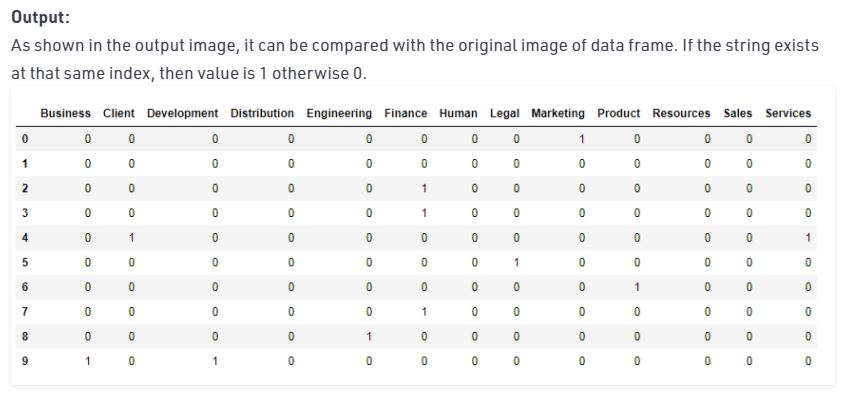 Output:
As shown in the output image, it can be compared with the original image of data frame. If the string exists
at that same index, then value is 1 otherwise 0.
Business Client Development Distribution Engineering Finance Human Legal Marketing Product Resources Sales Services
0 0 0 0 0 0 0 0 0 1 0 0 0 0
1 0 0 0 0 0 0 0 0 0 0 0 0 0
2 0 0 0 0 0 1 0 0 0 0 0 0 0
3 0 0 0 0 0 1 0 0 0 0 0 0 0
4 0 1 0 0 0 0 0 0 0 0 0 0 1
5 0 0 0 0 0 0 0 1 0 0 0 0 0
6 0 0 0 0 0 0 0 0 0 1 0 0 0
7 0 0 0 0 0 1 0 0 0 0 0 0 0
8 0 0 0 0 1 0 0 0 0 0 0 0 0
9 1 0 1 0 0 0 0 0 0 0 0 0 0